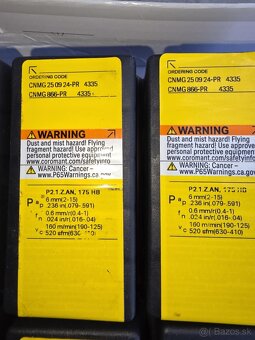 ORDERING CODE
CNMG 25 09 24-PR 4335
CNMG 866-PR 4335
WARNING
Dust and mist hazard! Flying
fragment hazard! Use approved
personal protective equipment
www.coromant.com/safetyinfo
WARNING: Cancer –
www.P65Warnings.ca.gov
P2.1.Z.AN, 175 HB
P ap 6 mm(2-15)
.236 in(.079-.591)
fn 0.6 mm/r(0.4-1)
.024 in/r(.016-.04)
vc 160 m/min(190-125)
520 sfm(630-410)
ORDERING CODE
CNMG 25 09 24-PR 4335
CNMG 866-PR 4335
WARNING
Dust and mist hazard! Flying
fragment hazard! Use approved
personal protective equipment
www.coromant.com/safetyinfo
WARNING: Cancer –
www.P65Warnings.ca.gov
P2.1.Z.AN, 175 HB
P ap 6 mm(2-15)
.236 in(.079-.591)
fn 0.6 mm/r(0.4-1)
.024 in/r(.016-.04)
vc 160 m/min(190-125)
520 sfm(630-410)
bazos.sk